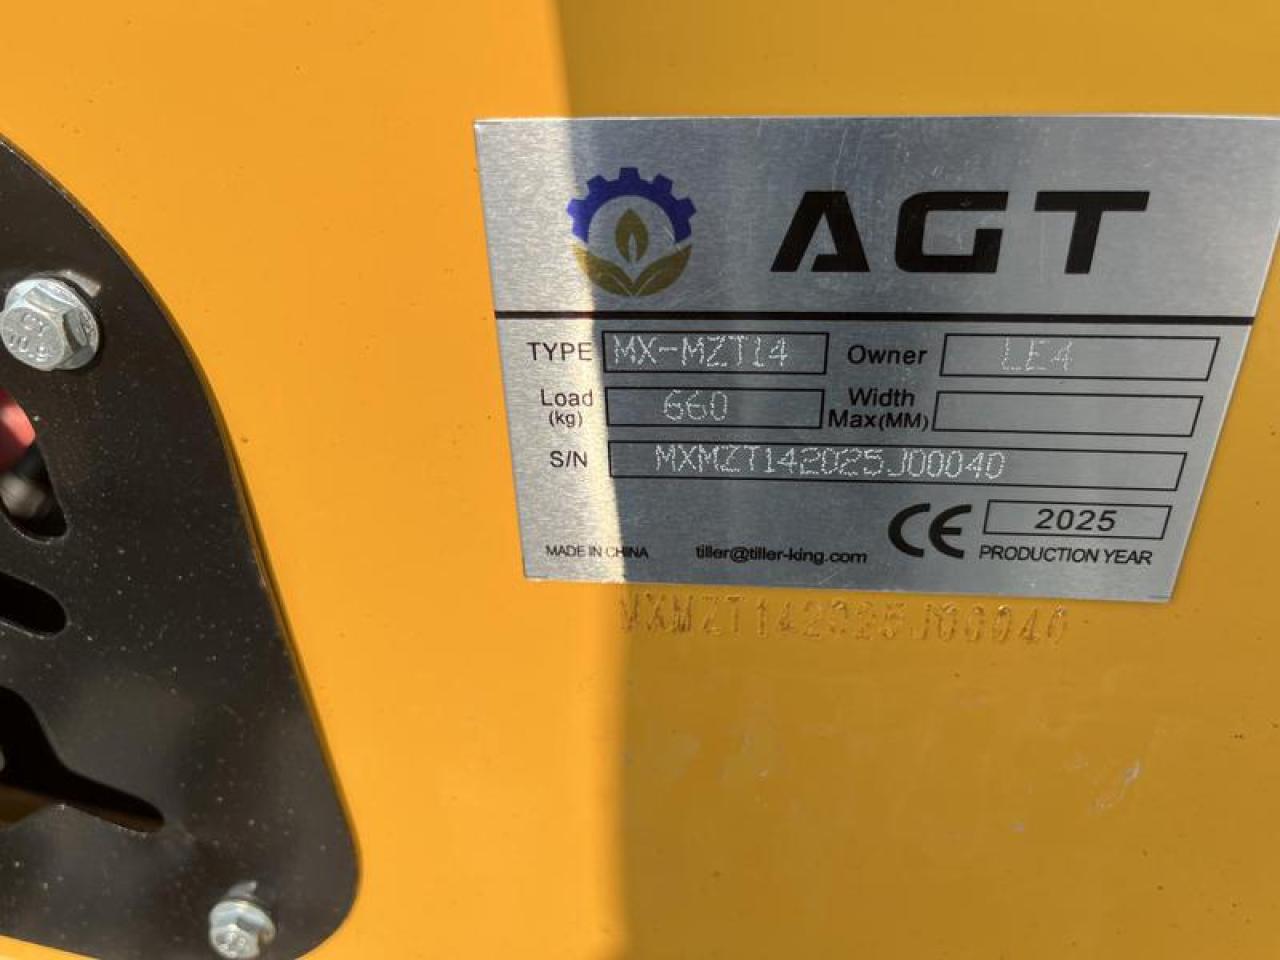 AGT
TYPE MX-MZT14 Owner LE4
Load (kg) 660 Width Max(MM)
S/N MXMZT142025J00040
CE 2025
MADE IN CHINA tiller@tiller-king.com PRODUCTION YEAR
MXMZT142025J00040